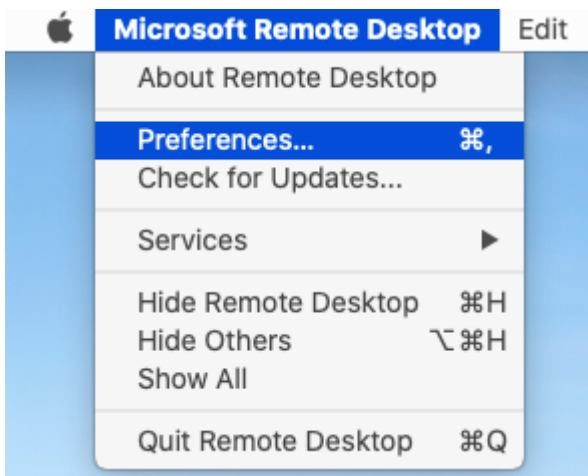 Microsoft Remote Desktop Edit
About Remote Desktop
Preferences... ⌘,
Check for Updates...
Services ▶
Hide Remote Desktop ⌘H
Hide Others ⌥⌘H
Show All
Quit Remote Desktop ⌘Q